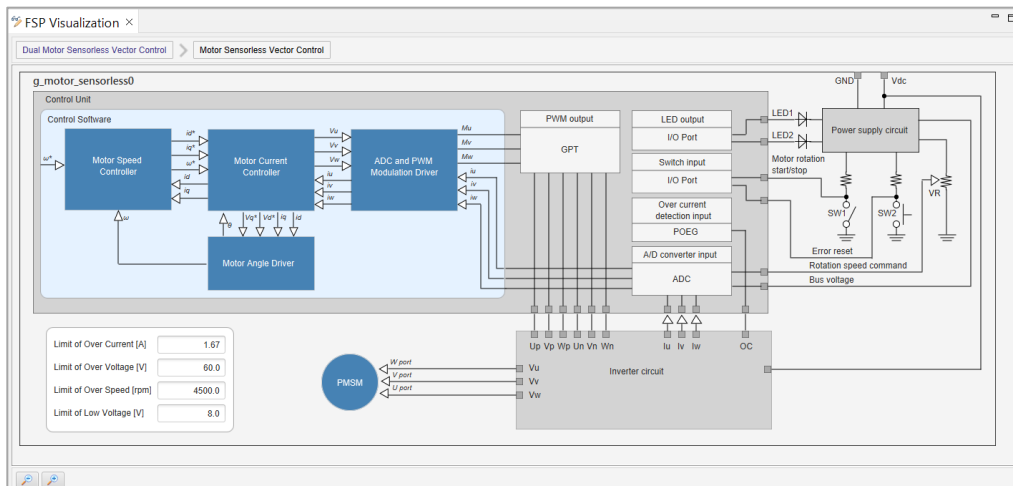 FSP Visualization ×
Dual Motor Sensorless Vector Control
Motor Sensorless Vector Control
g_motor_sensorless0
Control Unit
Control Software
ω*
Motor Speed
Controller
id*
iq*
ω*
id
iq
Motor Current
Controller
Vu
Vv
Vw
iu
iv
iw
ADC and PWM
Modulation Driver
Mu
Mv
Mw
iu
iv
iw
ω
θ
Vq*
Vd*
iq
id
Motor Angle Driver
PWM output
GPT
LED output
I/O Port
Switch input
I/O Port
Over current
detection input
POEG
A/D converter input
ADC
GND
Vdc
LED1
LED2
Power supply circuit
Motor rotation
start/stop
SW1
SW2
VR
Error reset
Rotation speed command
Bus voltage
Up
Vp
Wp
Un
Vn
Wn
Iu
Iv
Iw
OC
Inverter circuit
Vu
Vv
Vw
W port
V port
U port
PMSM
Limit of Over Current [A] 1.67
Limit of Over Voltage [V] 60.0
Limit of Over Speed [rpm] 4500.0
Limit of Low Voltage [V] 8.0